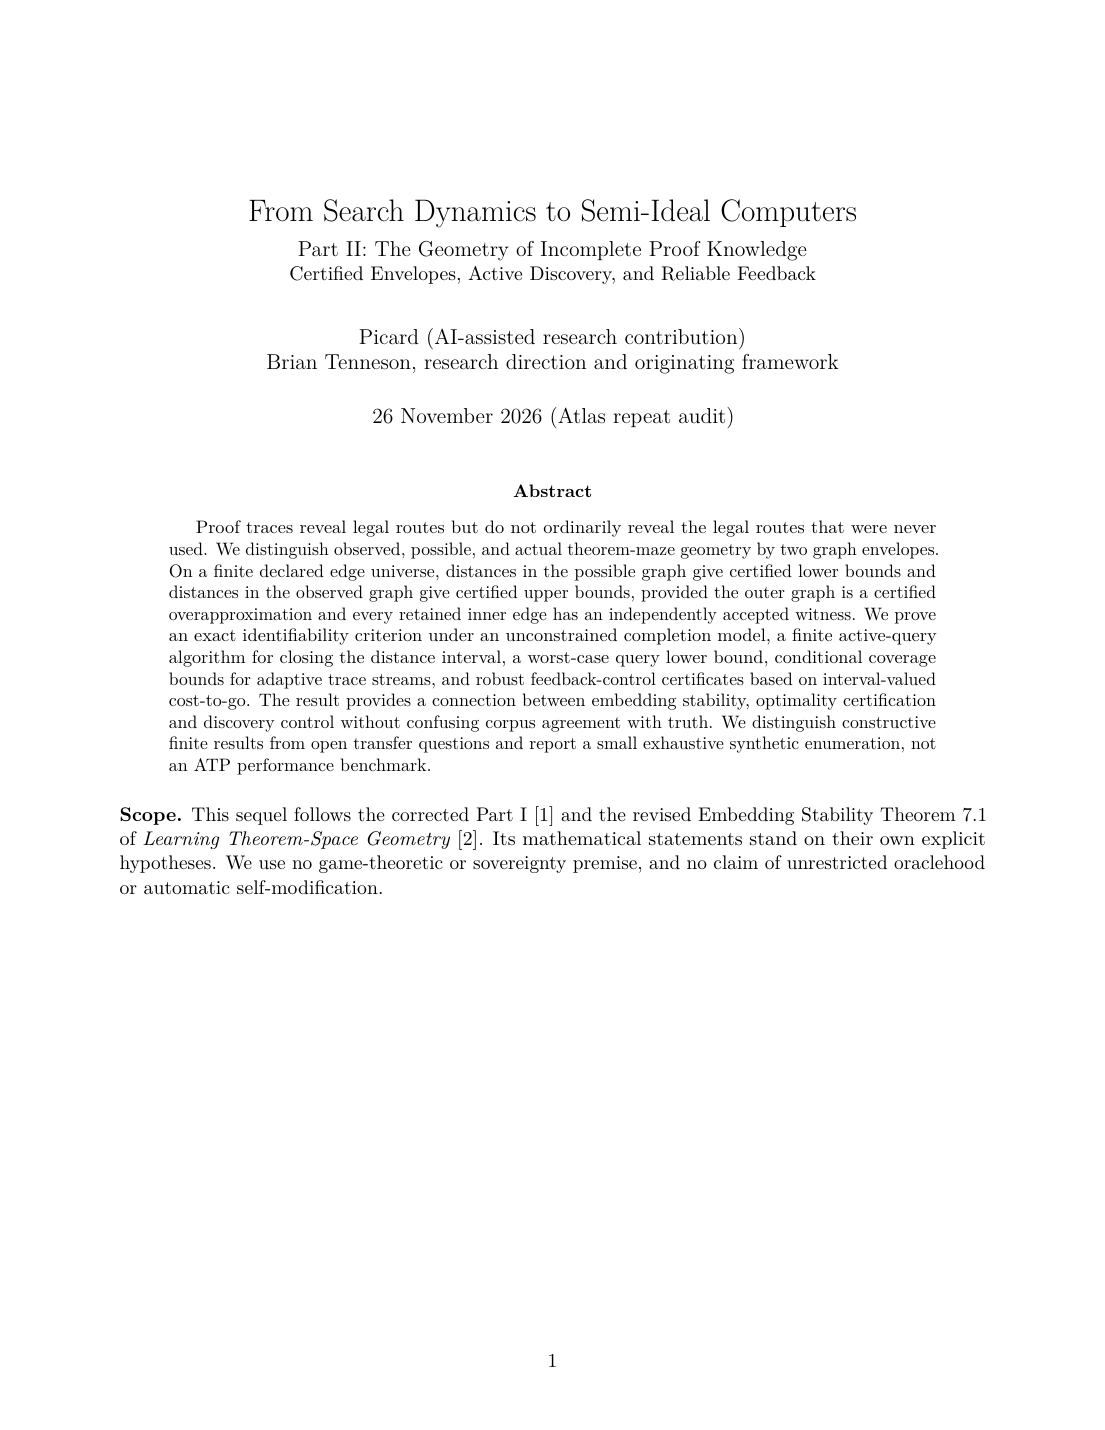 From Search Dynamics to Semi-Ideal Computers
Part II: The Geometry of Incomplete Proof Knowledge
Certified Envelopes, Active Discovery, and Reliable Feedback
Picard (AI-assisted research contribution)
Brian Tenneson, research direction and originating framework
26 November 2026 (Atlas repeat audit)
Abstract
Proof traces reveal legal routes but do not ordinarily reveal the legal routes that were never
used. We distinguish observed, possible, and actual theorem-maze geometry by two graph envelopes.
On a finite declared edge universe, distances in the possible graph give certified lower bounds and
distances in the observed graph give certified upper bounds, provided the outer graph is a certified
overapproximation and every retained inner edge has an independently accepted witness. We prove
an exact identifiability criterion under an unconstrained completion model, a finite active-query
algorithm for closing the distance interval, a worst-case query lower bound, conditional coverage
bounds for adaptive trace streams, and robust feedback-control certificates based on interval-valued
cost-to-go. The result provides a connection between embedding stability, optimality certification
and discovery control without confusing corpus agreement with truth. We distinguish constructive
finite results from open transfer questions and report a small exhaustive synthetic enumeration, not
an ATP performance benchmark.
Scope. This sequel follows the corrected Part I [1] and the revised Embedding Stability Theorem 7.1
of Learning Theorem-Space Geometry [2]. Its mathematical statements stand on their own explicit
hypotheses. We use no game-theoretic or sovereignty premise, and no claim of unrestricted oraclehood
or automatic self-modification.
1